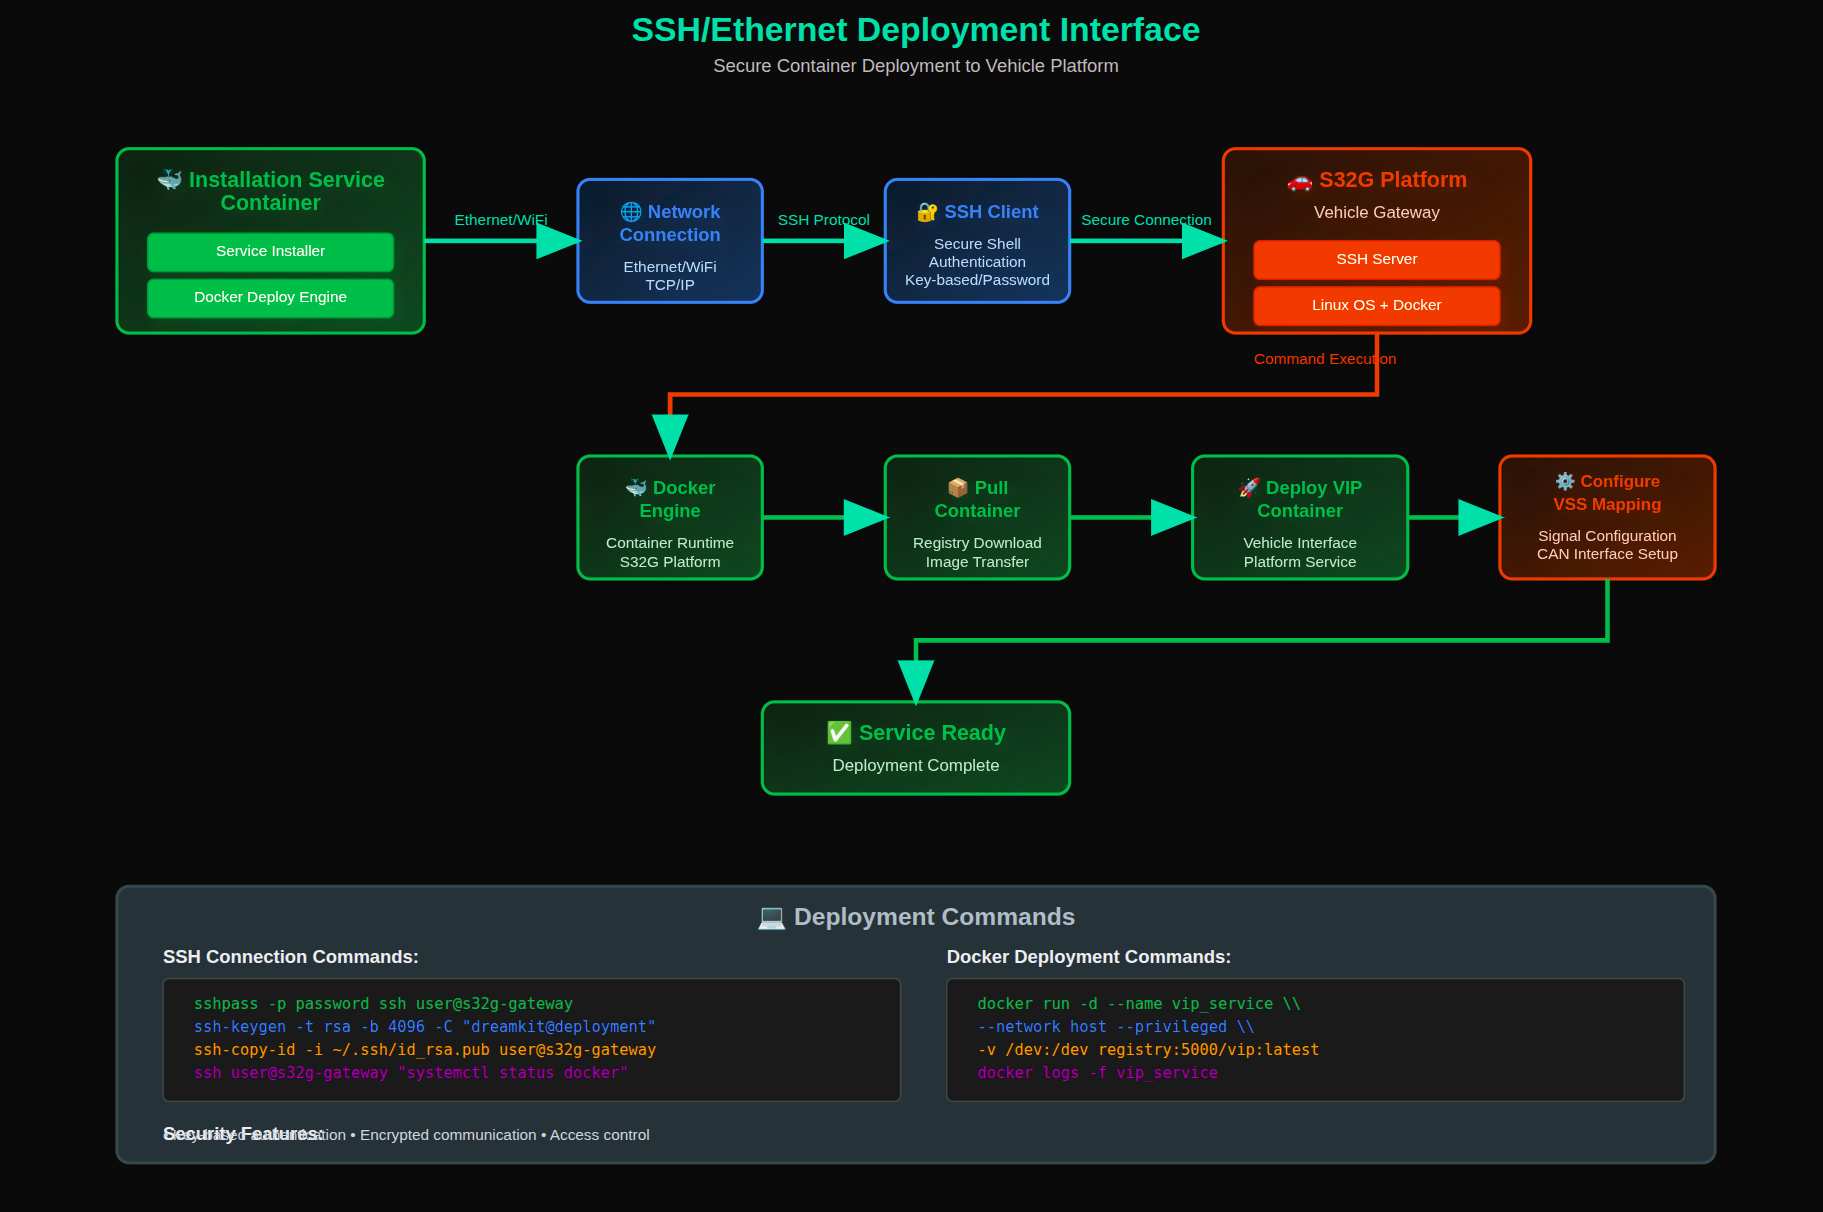 SSH/Ethernet Deployment Interface
Secure Container Deployment to Vehicle Platform
🐳 Installation Service
Container
Service Installer
Docker Deploy Engine
Ethernet/WiFi
🌐 Network
Connection
Ethernet/WiFi
TCP/IP
SSH Protocol
🔐 SSH Client
Secure Shell
Authentication
Key-based/Password
Secure Connection
🚗 S32G Platform
Vehicle Gateway
SSH Server
Linux OS + Docker
Command Execution
🐳 Docker
Engine
Container Runtime
S32G Platform
📦 Pull
Container
Registry Download
Image Transfer
🚀 Deploy VIP
Container
Vehicle Interface
Platform Service
⚙️ Configure
VSS Mapping
Signal Configuration
CAN Interface Setup
✅ Service Ready
Deployment Complete
💻 Deployment Commands
SSH Connection Commands:
sshpass -p password ssh user@s32g-gateway
ssh-keygen -t rsa -b 4096 -C "dreamkit@deployment"
ssh-copy-id -i ~/.ssh/id_rsa.pub user@s32g-gateway
ssh user@s32g-gateway "systemctl status docker"
Docker Deployment Commands:
docker run -d --name vip_service \\
--network host --privileged \\
-v /dev:/dev registry:5000/vip:latest
docker logs -f vip_service
Security Features:
• Key-based authentication • Encrypted communication • Access control